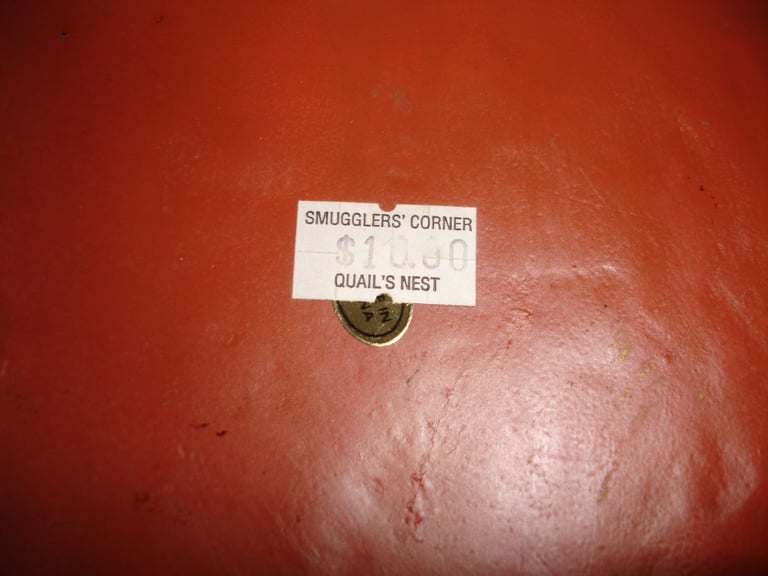 SMUGGLERS' CORNER
$10.00
QUAIL'S NEST